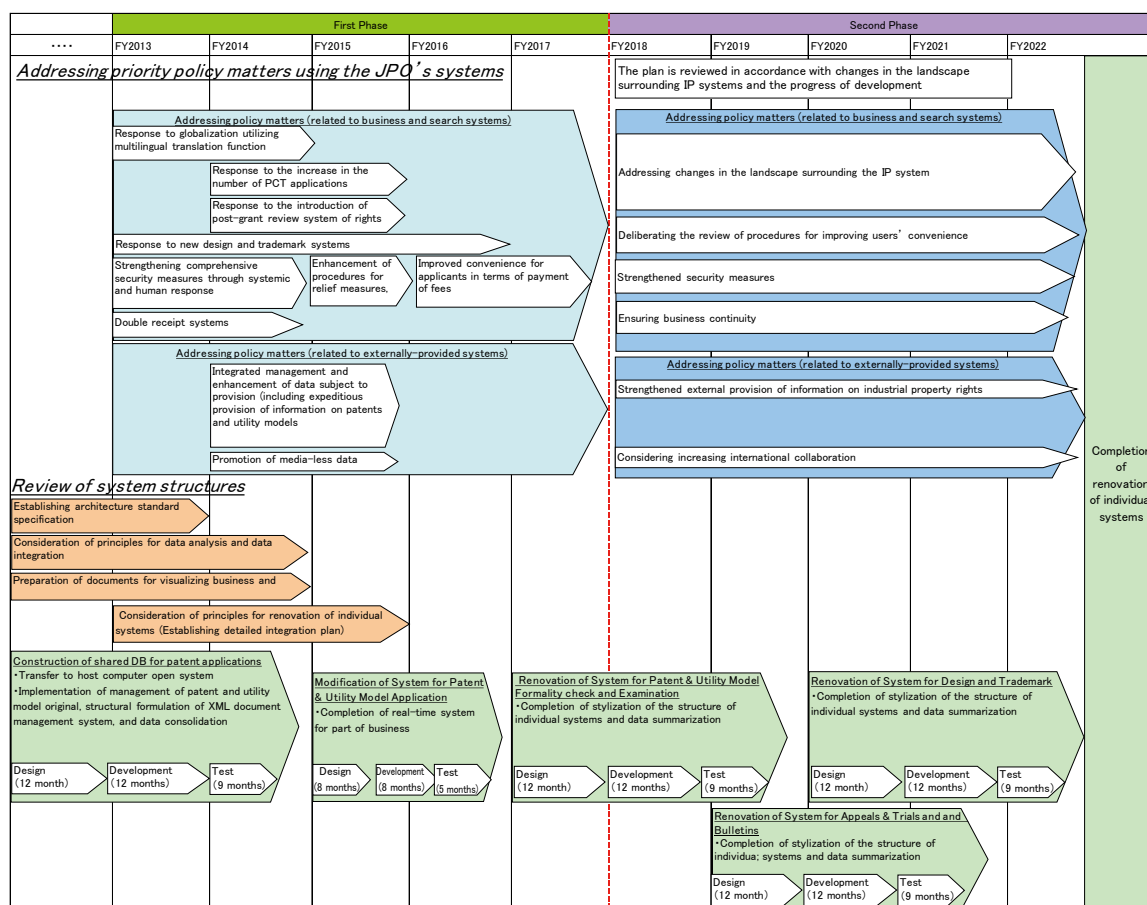 First Phase
Second Phase
････
FY2013
FY2014
FY2015
FY2016
FY2017
FY2018
FY2019
FY2020
FY2021
FY2022
Addressing priority policy matters using the JPO's systems
The plan is reviewed in accordance with changes in the landscape
surrounding IP systems and the progress of development
Addressing policy matters (related to business and search systems)
Response to globalization utilizing
multilingual translation function
Response to the increase in the
number of PCT applications
Response to the introduction of
post-grant review system of rights
Response to new design and trademark systems
Strengthening comprehensive
security measures through systemic
and human response
Enhancement of
procedures for
relief measures,
Improved convenience for
applicants in terms of payment
of fees
Double receipt systems
Addressing policy matters (related to externally-provided systems)
Integrated management and
enhancement of data subject to
provision (including expeditious
provision of information on patents
and utility models
Promotion of media-less data
Addressing policy matters (related to business and search systems)
Addressing changes in the landscape surrounding the IP system
Deliberating the review of procedures for improving users' convenience
Strengthened security measures
Ensuring business continuity
Addressing policy matters (related to externally-provided systems)
Strengthened external provision of information on industrial property rights
Considering increasing international collaboration
Completion
of
renovation
of individual
systems
Review of system structures
Establishing architecture standard
specification
Consideration of principles for data analysis and data
integration
Preparation of documents for visualizing business and
Consideration of principles for renovation of individual
systems (Establishing detailed integration plan)
Construction of shared DB for patent applications
・Transfer to host computer open system
・Implementation of management of patent and utility
model original, structural formulation of XML document
management system, and data consolidation
Design
(12 month)
Development
(12 months)
Test
(9 months)
Modification of System for Patent
& Utility Model Application
・Completion of real-time system
for part of business
Design
(8 months)
Development
(8 months)
Test
(5 months)
Renovation of System for Patent & Utility Model
Formality check and Examination
・Completion of stylization of the structure of
individual systems and data summarization
Design
(12 month)
Development
(12 months)
Test
(9 months)
Renovation of System for Design and Trademark
・Completion of stylization of the structure of
individual systems and data summarization
Design
(12 month)
Development
(12 months)
Test
(9 months)
Renovation of System for Appeals & Trials and and
Bulletins
・Completion of stylization of the structure of
individua; systems and data summarization
Design
(12 month)
Development
(12 months)
Test
(9 months)